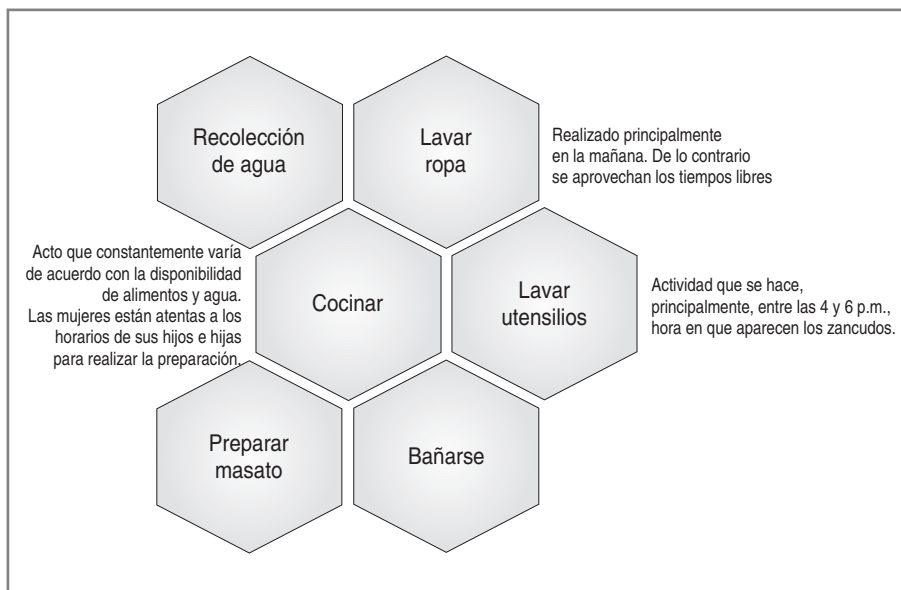 Recolección
de agua
Lavar
ropa
Realizado principalmente
en la mañana. De lo contrario
se aprovechan los tiempos libres
Acto que constantemente varía
de acuerdo con la disponibilidad
de alimentos y agua.
Las mujeres están atentas a los
horarios de sus hijos e hijas
para realizar la preparación.
Cocinar
Lavar
utensilios
Actividad que se hace,
principalmente, entre las 4 y 6 p.m.,
hora en que aparecen los zancudos.
Preparar
masato
Bañarse